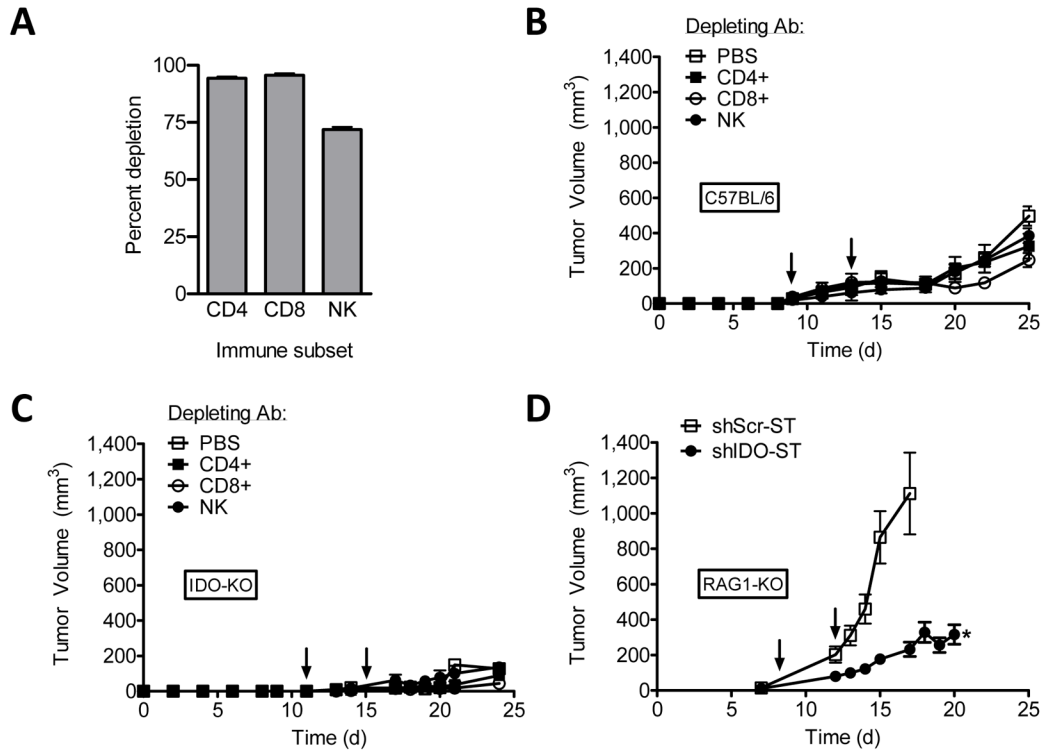 A
Percent depletion
100
75
50
25
0
CD4 CD8 NK
Immune subset
B
Depleting Ab:
PBS
CD4+
CD8+
NK
Tumor Volume (mm³)
1,400
1,200
1,000
800
600
400
200
0
C57BL/6
0 5 10 15 20 25
Time (d)
C
Depleting Ab:
PBS
CD4+
CD8+
NK
Tumor Volume (mm³)
1,400
1,200
1,000
800
600
400
200
0
IDO-KO
0 5 10 15 20 25
Time (d)
D
shScr-ST
shIDO-ST
Tumor Volume (mm³)
1,400
1,200
1,000
800
600
400
200
0
RAG1-KO
*
0 5 10 15 20 25
Time (d)